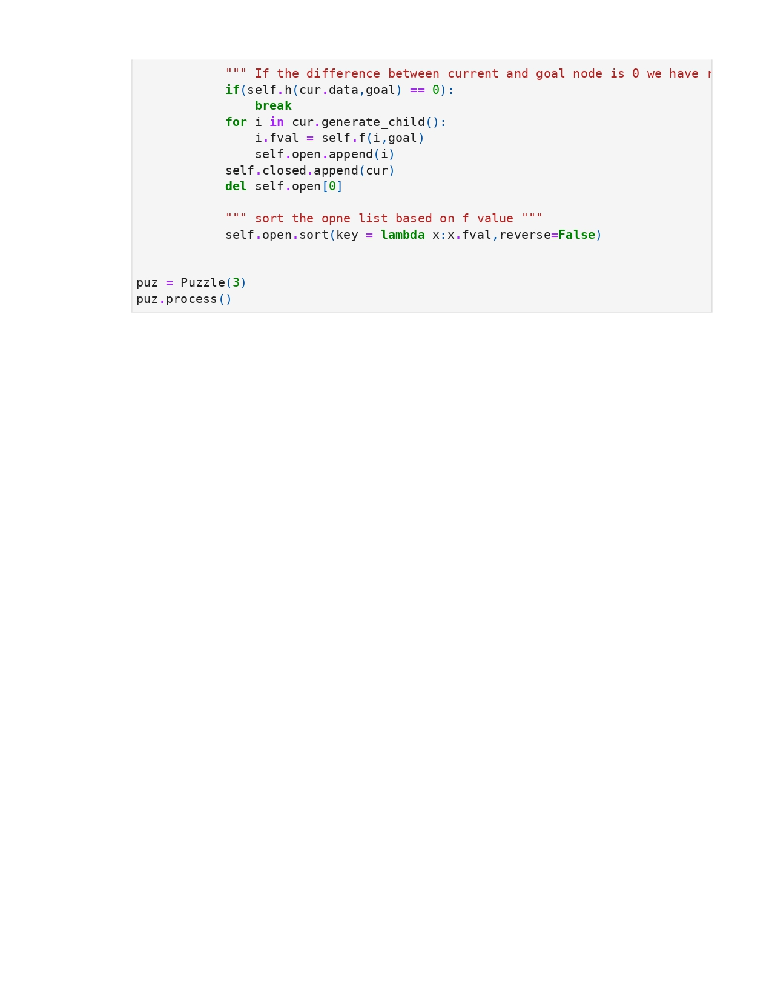 """ If the difference between current and goal node is 0 we have
if(self.h(cur.data,goal) == 0):
    break
for i in cur.generate_child():
    i.fval = self.f(i,goal)
    self.open.append(i)
self.closed.append(cur)
del self.open[0]

""" sort the opne list based on f value """
self.open.sort(key = lambda x:x.fval,reverse=False)

puz = Puzzle(3)
puz.process()